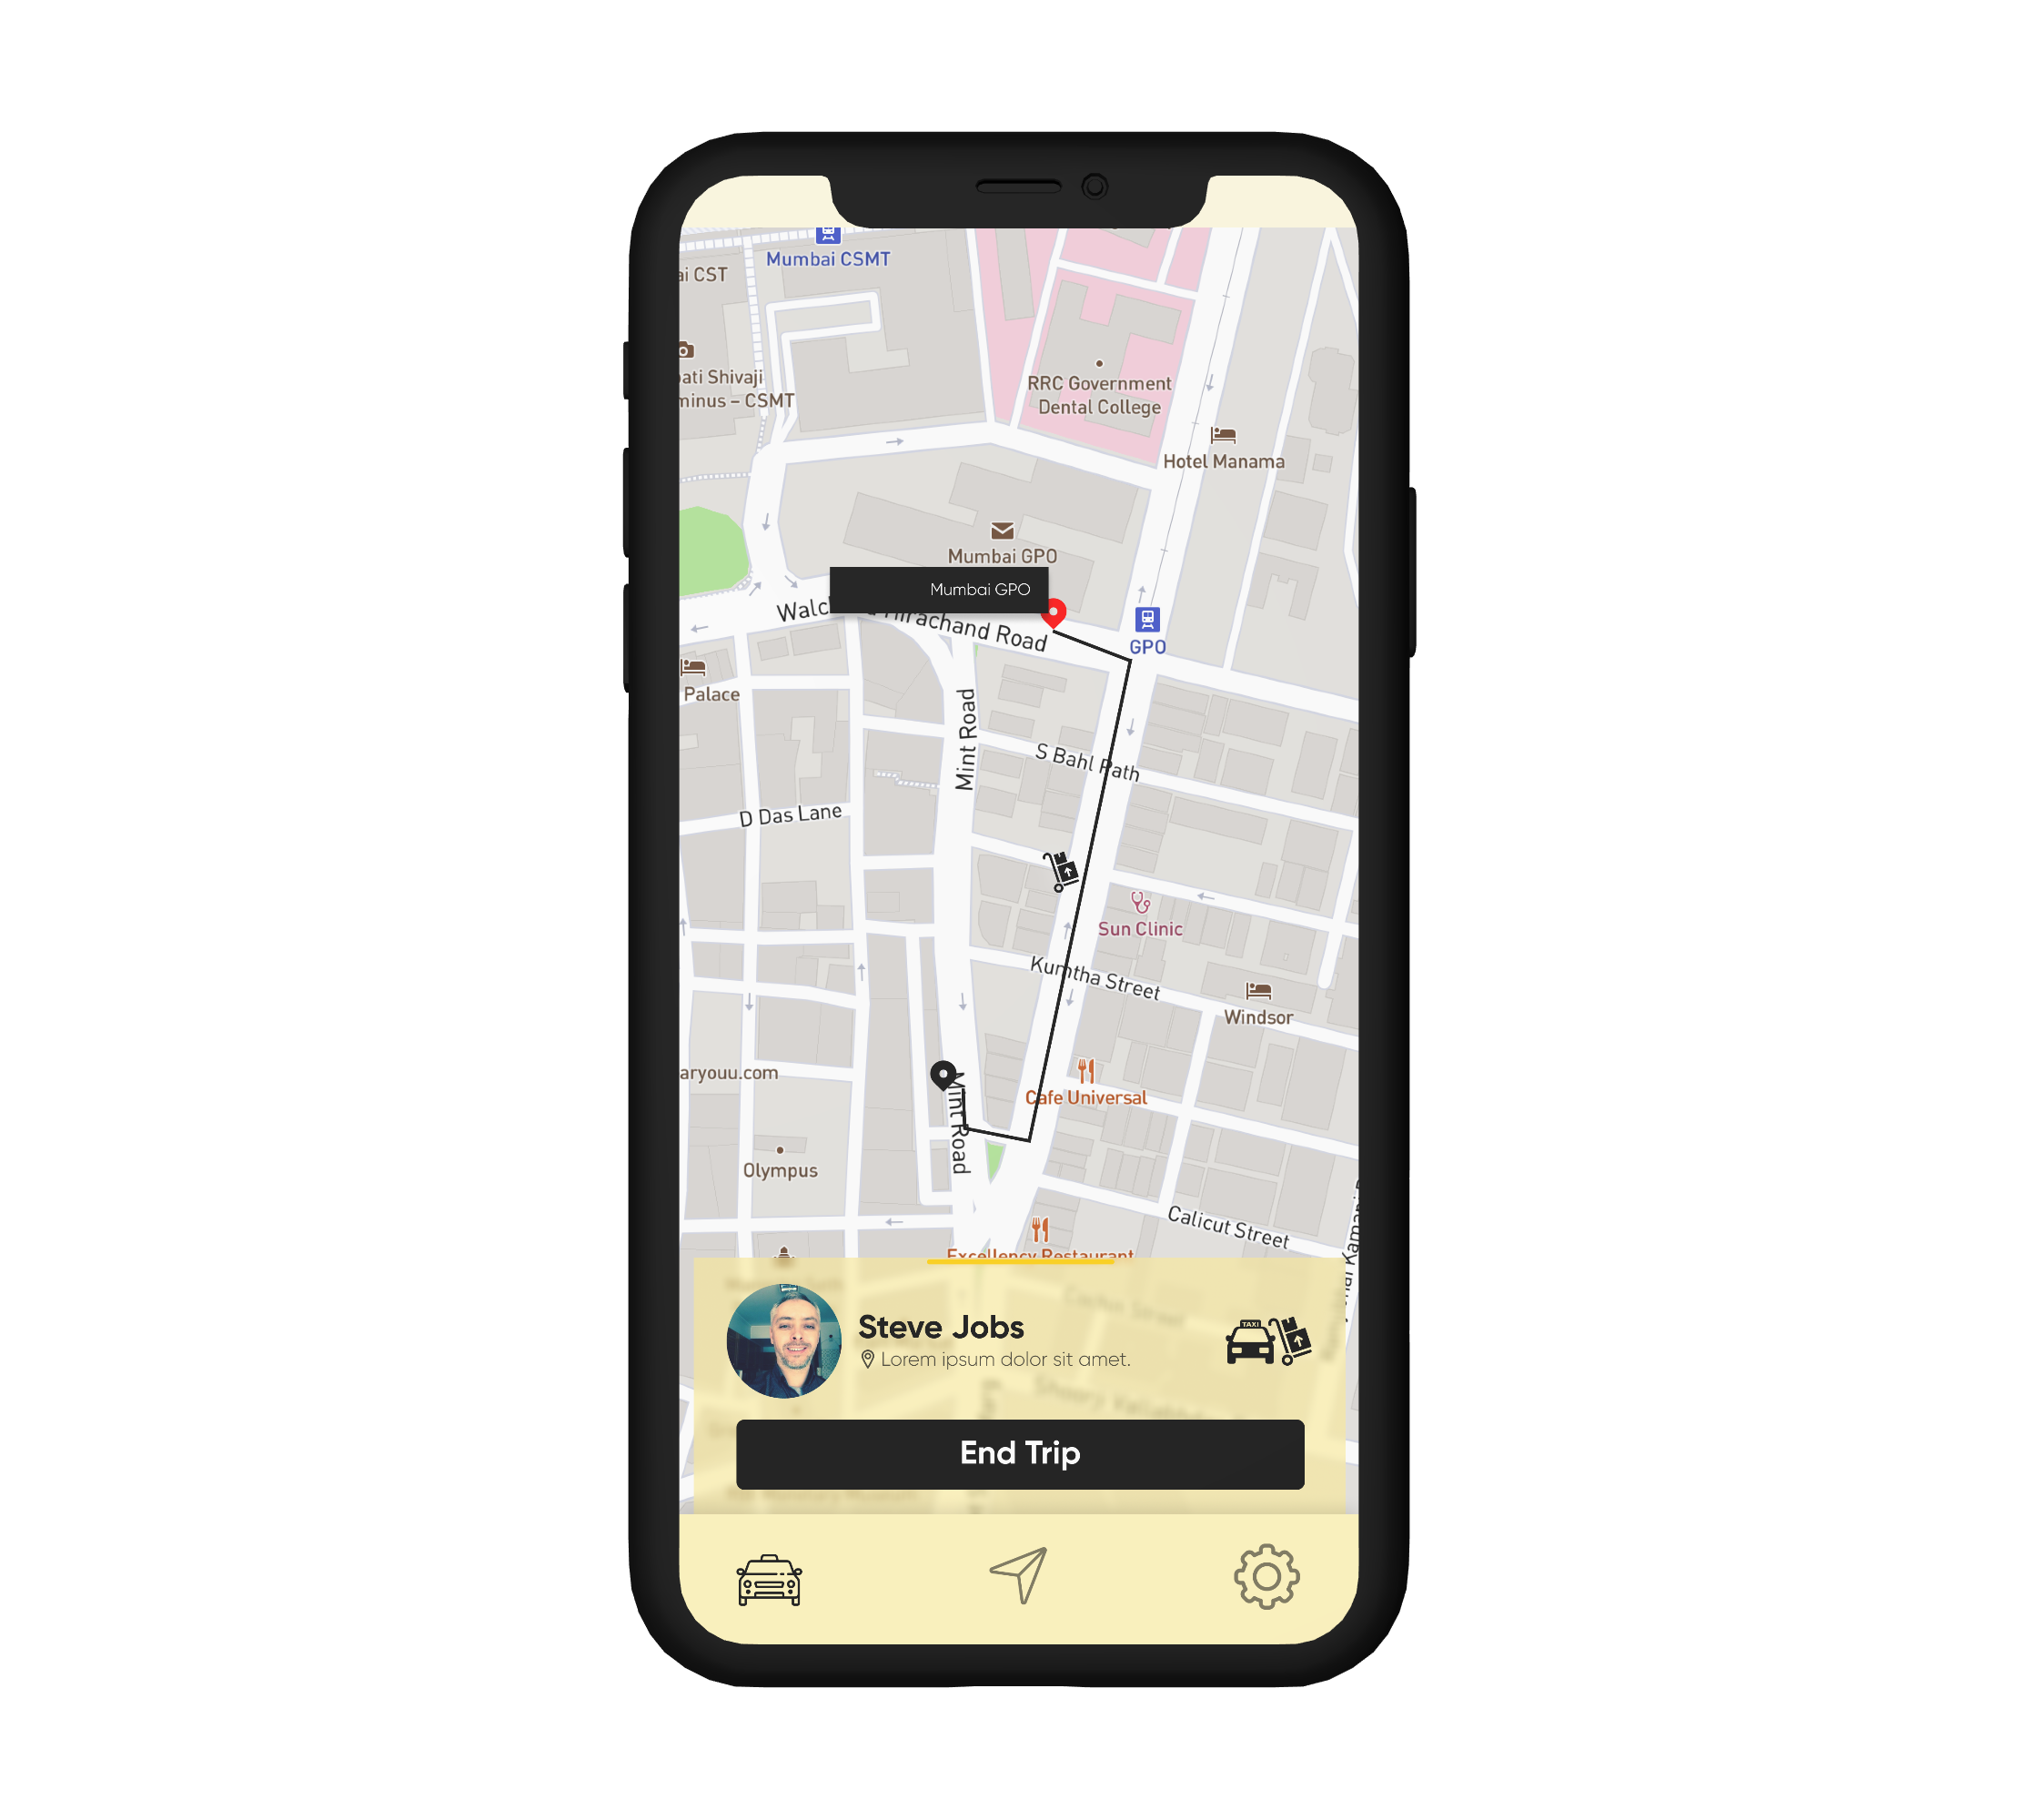 Mumbai CSMT
ai CST
pati Shivaji
minus – CSMT
RRC Government
Dental College
Hotel Manama
Mumbai GPO
Mumbai GPO
Hirachand Road
GPO
Palace
Mint Road
S Bahl Path
D Das Lane
Sun Clinic
Kumtha Street
Windsor
aryouu.com
Cafe Universal
Mint Road
Olympus
Calicut Street
Excellency Restaurant
TAXI
Steve Jobs
Lorem ipsum dolor sit amet.
End Trip